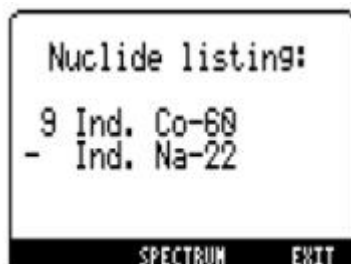 Nuclide listing:
9 Ind. Co-60
- Ind. Na-22
SPECTRUM EXIT